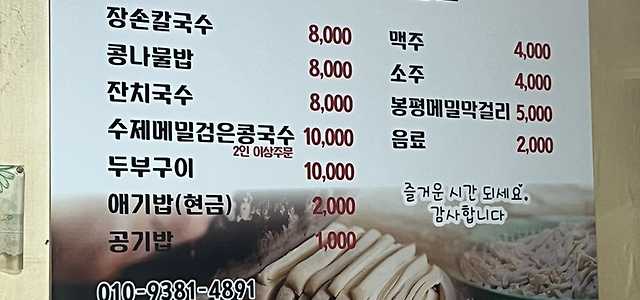 장손칼국수 8,000
콩나물밥 8,000
잔치국수 8,000
수제메밀검은콩국수 10,000
2인 이상주문
두부구이 10,000
애기밥(현금) 2,000
공기밥 1,000
010-9381-4891
맥주 4,000
소주 4,000
봉평메밀막걸리 5,000
음료 2,000
즐거운 시간 되세요.
감사합니다